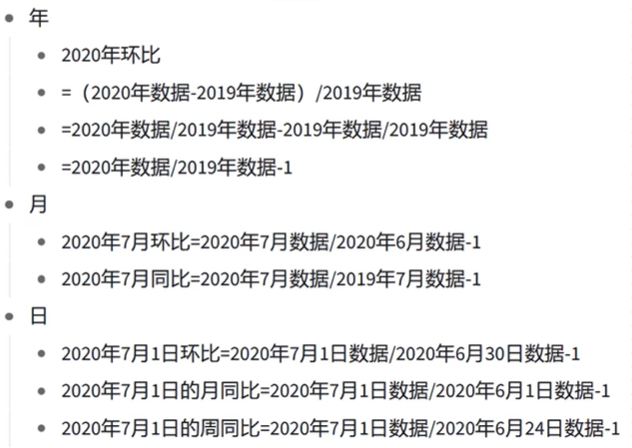 年
2020年环比
=（2020年数据-2019年数据）/2019年数据
=2020年数据/2019年数据-2019年数据/2019年数据
=2020年数据/2019年数据-1
月
2020年7月环比=2020年7月数据/2020年6月数据-1
2020年7月同比=2020年7月数据/2019年7月数据-1
日
2020年7月1日环比=2020年7月1日数据/2020年6月30日数据-1
2020年7月1日的月同比=2020年7月1日数据/2020年6月1日数据-1
2020年7月1日的周同比=2020年7月1日数据/2020年6月24日数据-1